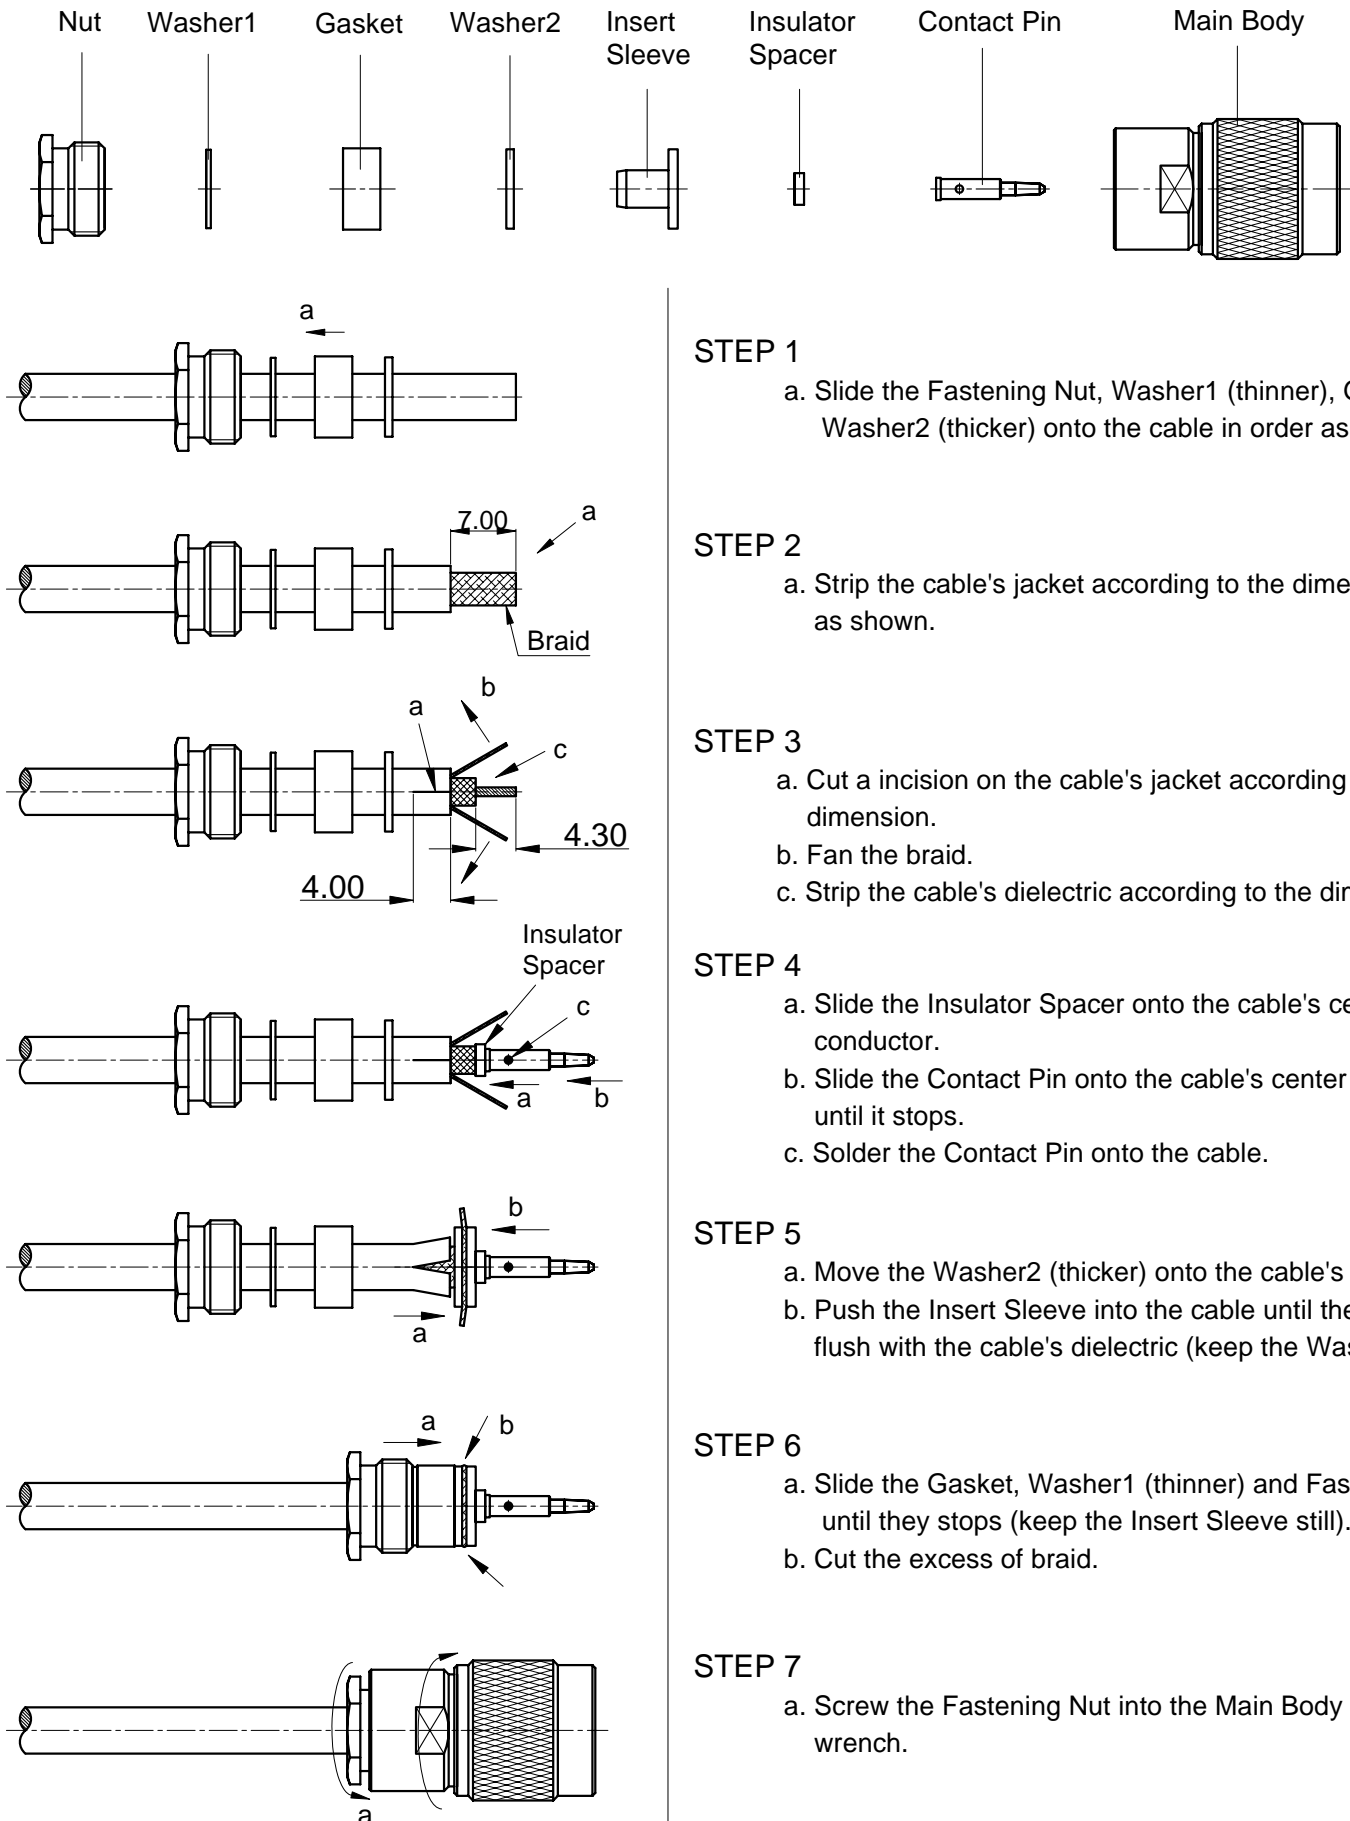 Nut Washer1 Gasket Washer2 Insert Sleeve Insulator Spacer Contact Pin Main Body
a
STEP 1
a. Slide the Fastening Nut, Washer1 (thinner),
Washer2 (thicker) onto the cable in order as
7.00
a
Braid
STEP 2
a. Strip the cable's jacket according to the
as shown.
a
b
c
4.30
4.00
STEP 3
a. Cut a incision on the cable's jacket according
dimension.
b. Fan the braid.
c. Strip the cable's dielectric according to the
Insulator
Spacer
c
a
b
STEP 4
a. Slide the Insulator Spacer onto the cable's
conductor.
b. Slide the Contact Pin onto the cable's center
until it stops.
c. Solder the Contact Pin onto the cable.
b
a
STEP 5
a. Move the Washer2 (thicker) onto the cable's
b. Push the Insert Sleeve into the cable until
flush with the cable's dielectric (keep the
a
b
STEP 6
a. Slide the Gasket, Washer1 (thinner) and
until they stops (keep the Insert Sleeve still).
b. Cut the excess of braid.
a
STEP 7
a. Screw the Fastening Nut into the Main Body
wrench.